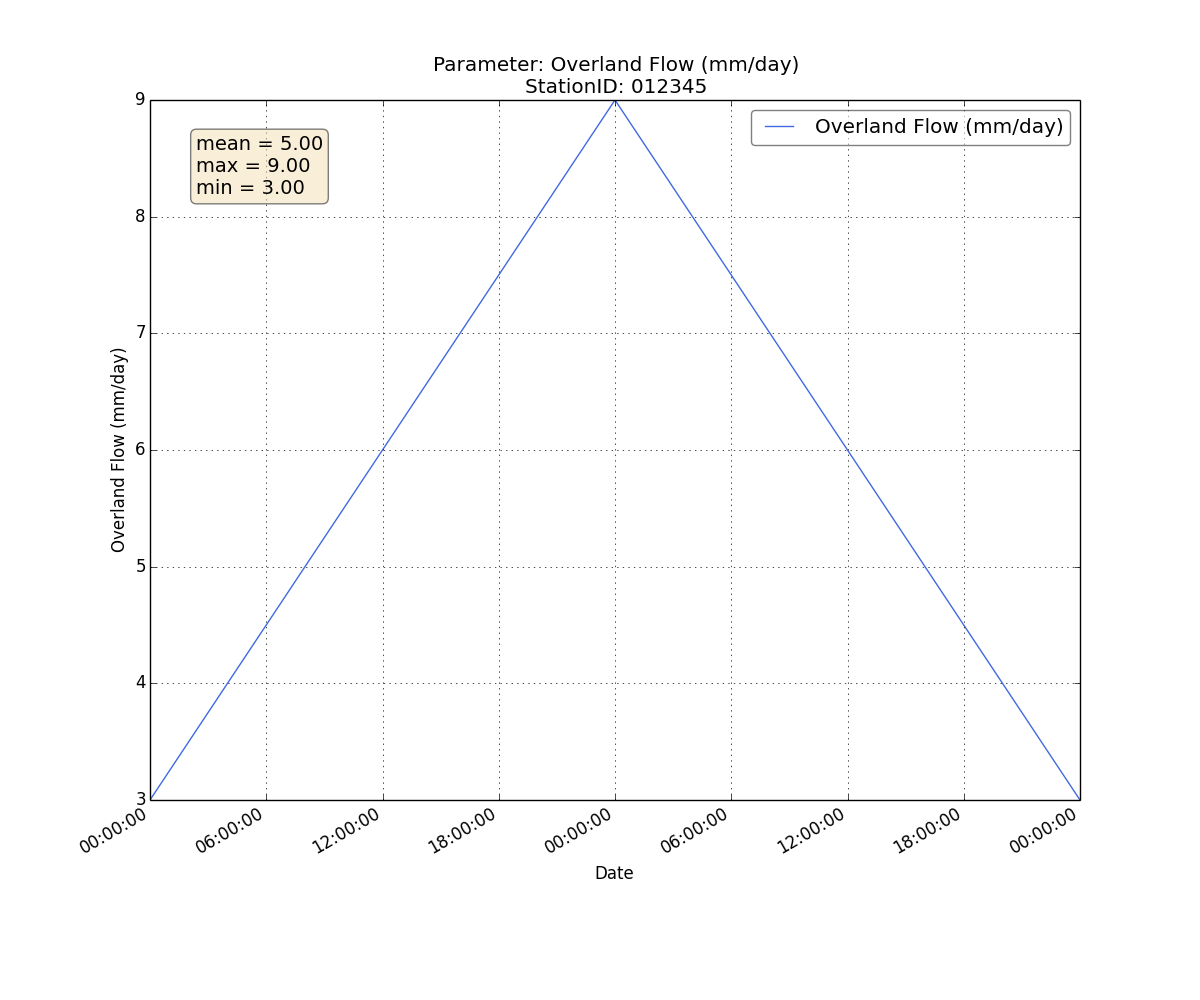 Parameter: Overland Flow (mm/day)
StationID: 012345
mean = 5.00
max = 9.00
min = 3.00
Overland Flow (mm/day)
Overland Flow (mm/day)
9
8
7
6
5
4
3
00:00:00
06:00:00
12:00:00
18:00:00
00:00:00
06:00:00
12:00:00
18:00:00
00:00:00
Date